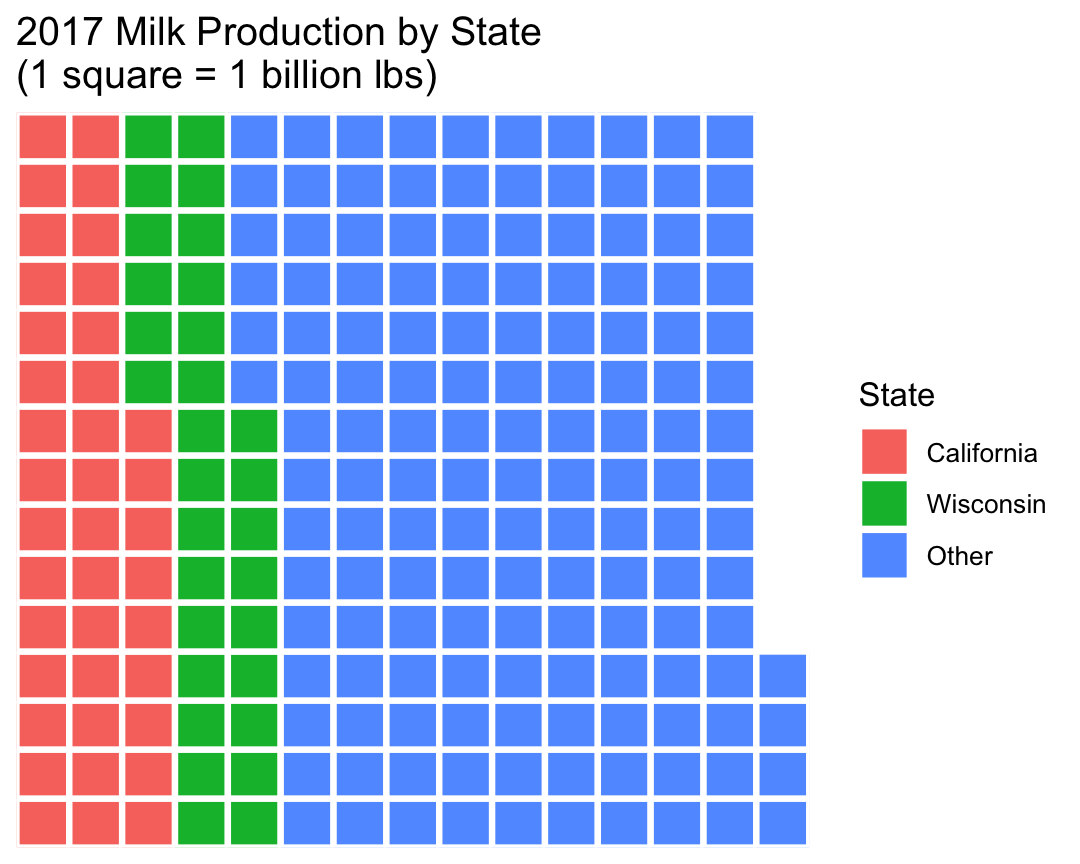 2017 Milk Production by State
(1 square = 1 billion lbs)
State
California
Wisconsin
Other